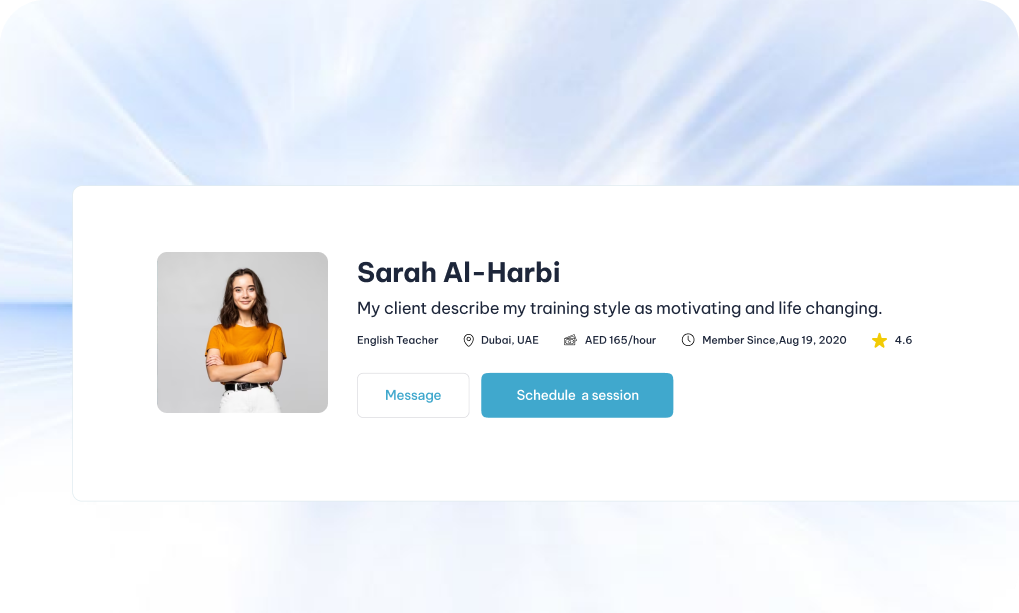 Sarah Al-Harbi
My client describe my training style as motivating and life changing.
English Teacher Dubai, UAE AED 165/hour Member Since,Aug 19, 2020 4.6
Message Schedule a session